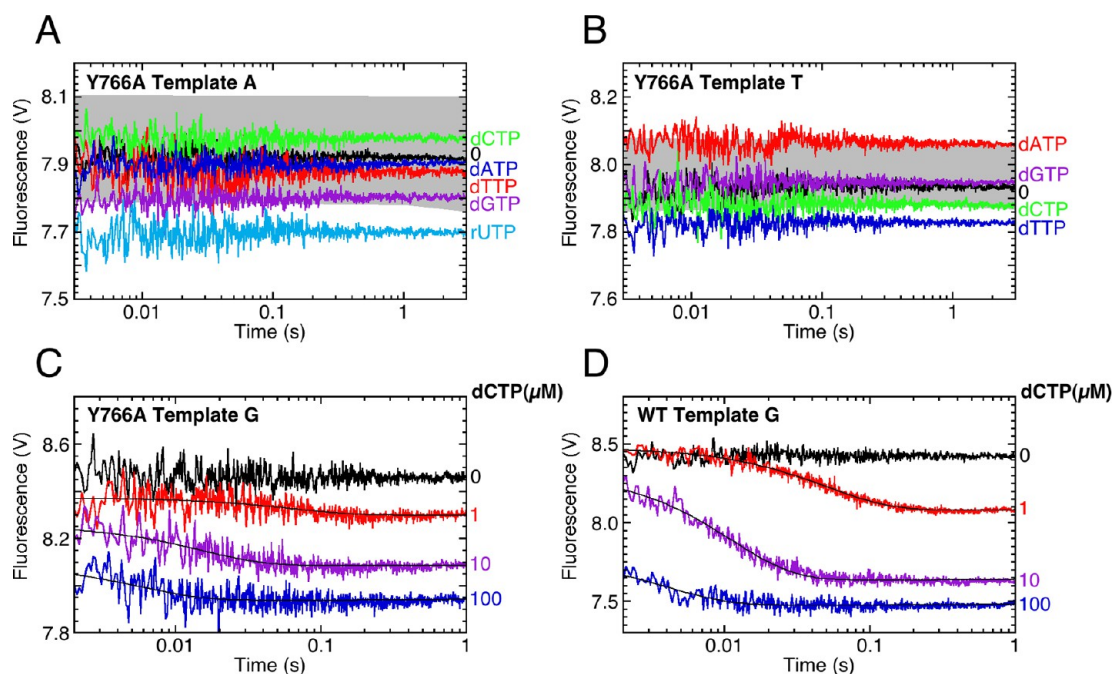 A
Y766A Template A
Fluorescence (V)
8.1
7.9
7.7
7.5
0.01
0.1
1
Time (s)
dCTP
0
dATP
dTTP
dGTP
rUTP
B
Y766A Template T
Fluorescence (V)
8.2
8.0
7.8
7.6
0.01
0.1
1
Time (s)
dATP
dGTP
0
dCTP
dTTP
C
Y766A Template G
dCTP(µM)
Fluorescence (V)
8.6
8.2
7.8
0.01
0.1
1
Time (s)
0
1
10
100
D
WT Template G
dCTP(µM)
Fluorescence (V)
8.5
8.0
7.5
0.01
0.1
1
Time (s)
0
1
10
100